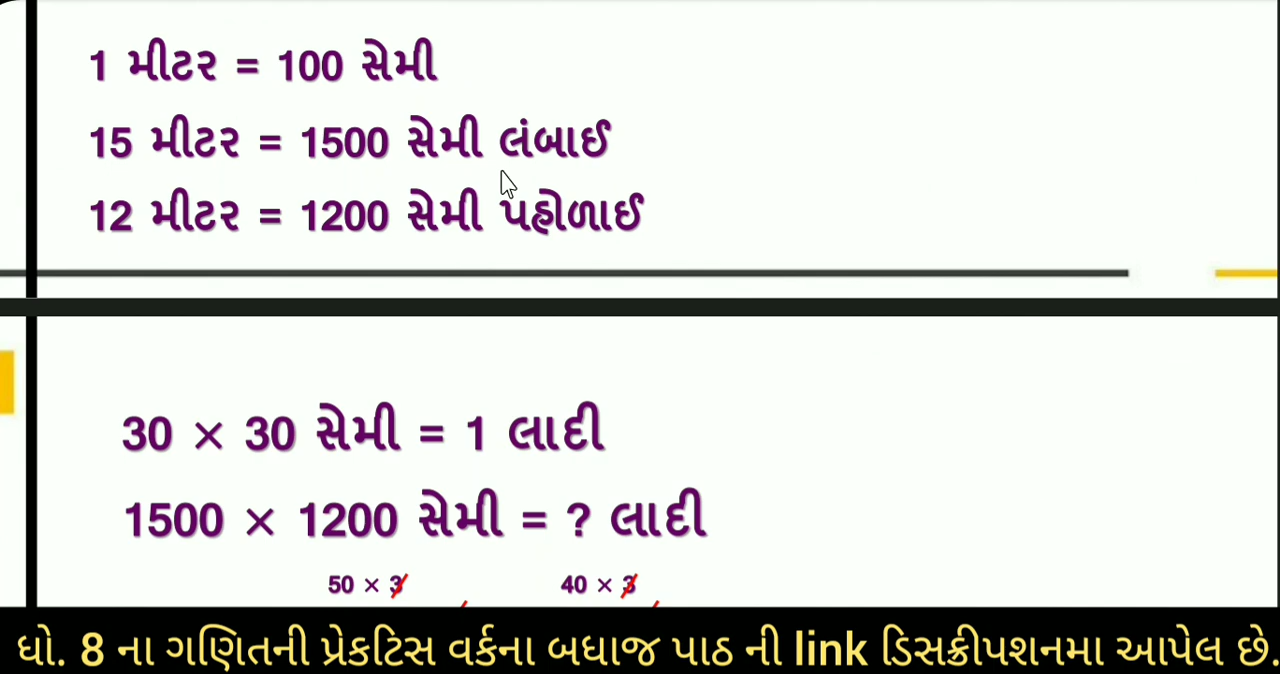 1 મીટર = 100 સેમી
15 મીટર = 1500 સેમી લંબાઈ
12 મીટર = 1200 સેમી પહોળાઈ
30 × 30 સેમી = 1 લાદી
1500 × 1200 સેમી = ? લાદી
50 × 3 40 × 3
ધો. 8 ના ગણિતની પ્રેકટિસ વર્કના બધાજ પાઠ ની link ડિસક્રીપશનમા આપેલ છે.